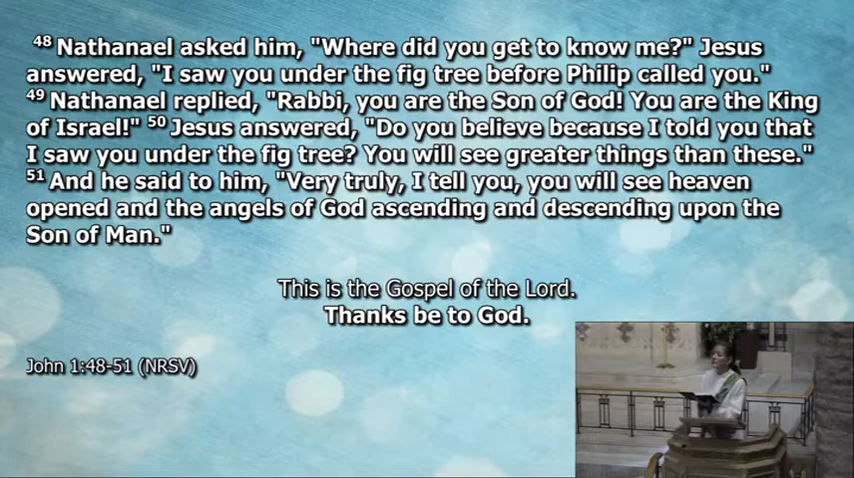 48 Nathanael asked him, "Where did you get to know me?" Jesus
answered, "I saw you under the fig tree before Philip called you."
49 Nathanael replied, "Rabbi, you are the Son of God! You are the King
of Israel!" 50 Jesus answered, "Do you believe because I told you that
I saw you under the fig tree? You will see greater things than these."
51 And he said to him, "Very truly, I tell you, you will see heaven
opened and the angels of God ascending and descending upon the
Son of Man."
This is the Gospel of the Lord.
Thanks be to God.
John 1:48-51 (NRSV)